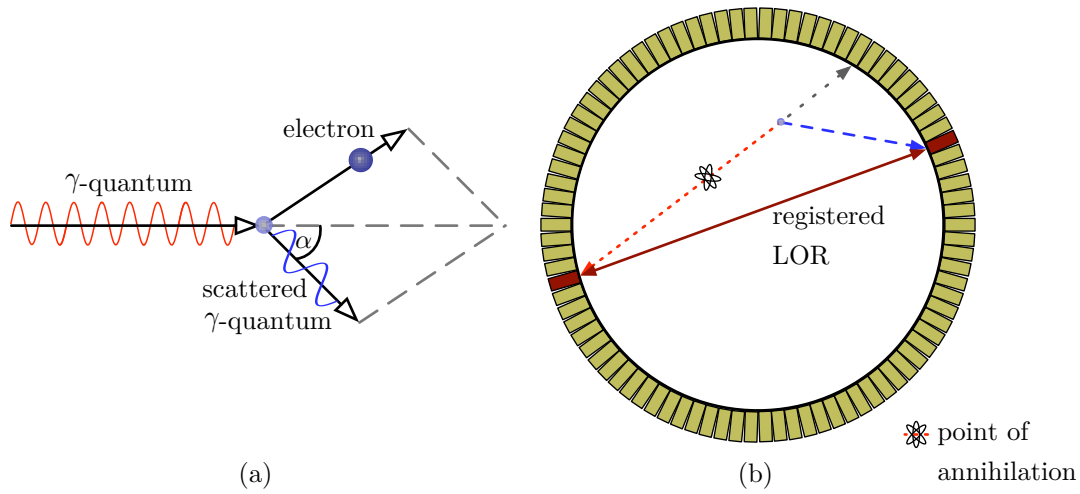 electron
γ-quantum
α
scattered
γ-quantum
(a)
registered
LOR
point of
annihilation
(b)